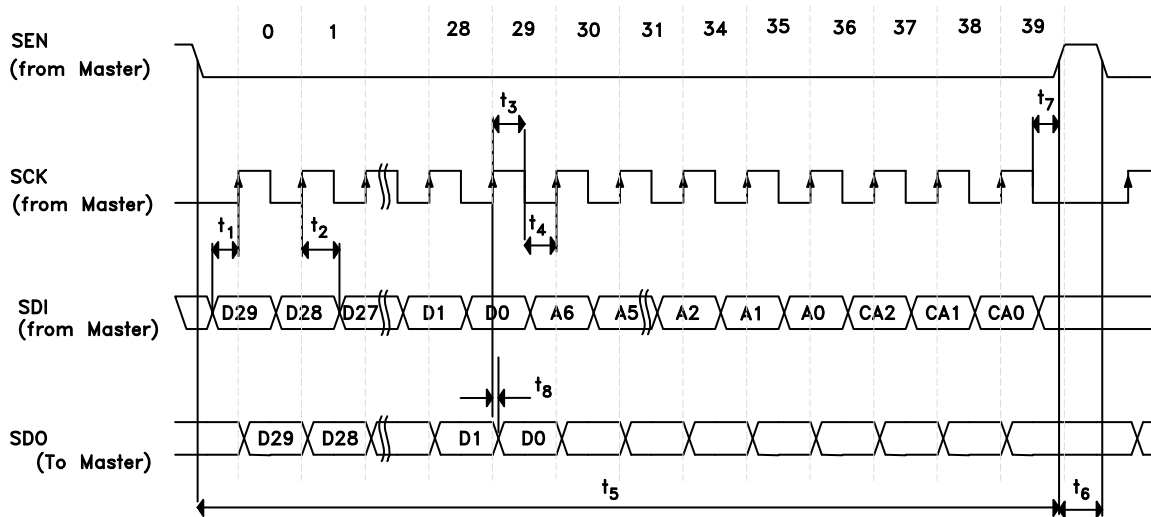 0 1 28 29 30 31 34 35 36 37 38 39
SEN
(from Master)
t3 t7
SCK
(from Master)
t1 t2 t4
SDI
(from Master)
D29 D28 D27 D1 D0 A6 A5 A2 A1 A0 CA2 CA1 CA0
t8
SDO
(To Master)
D29 D28 D1 D0
t5 t6